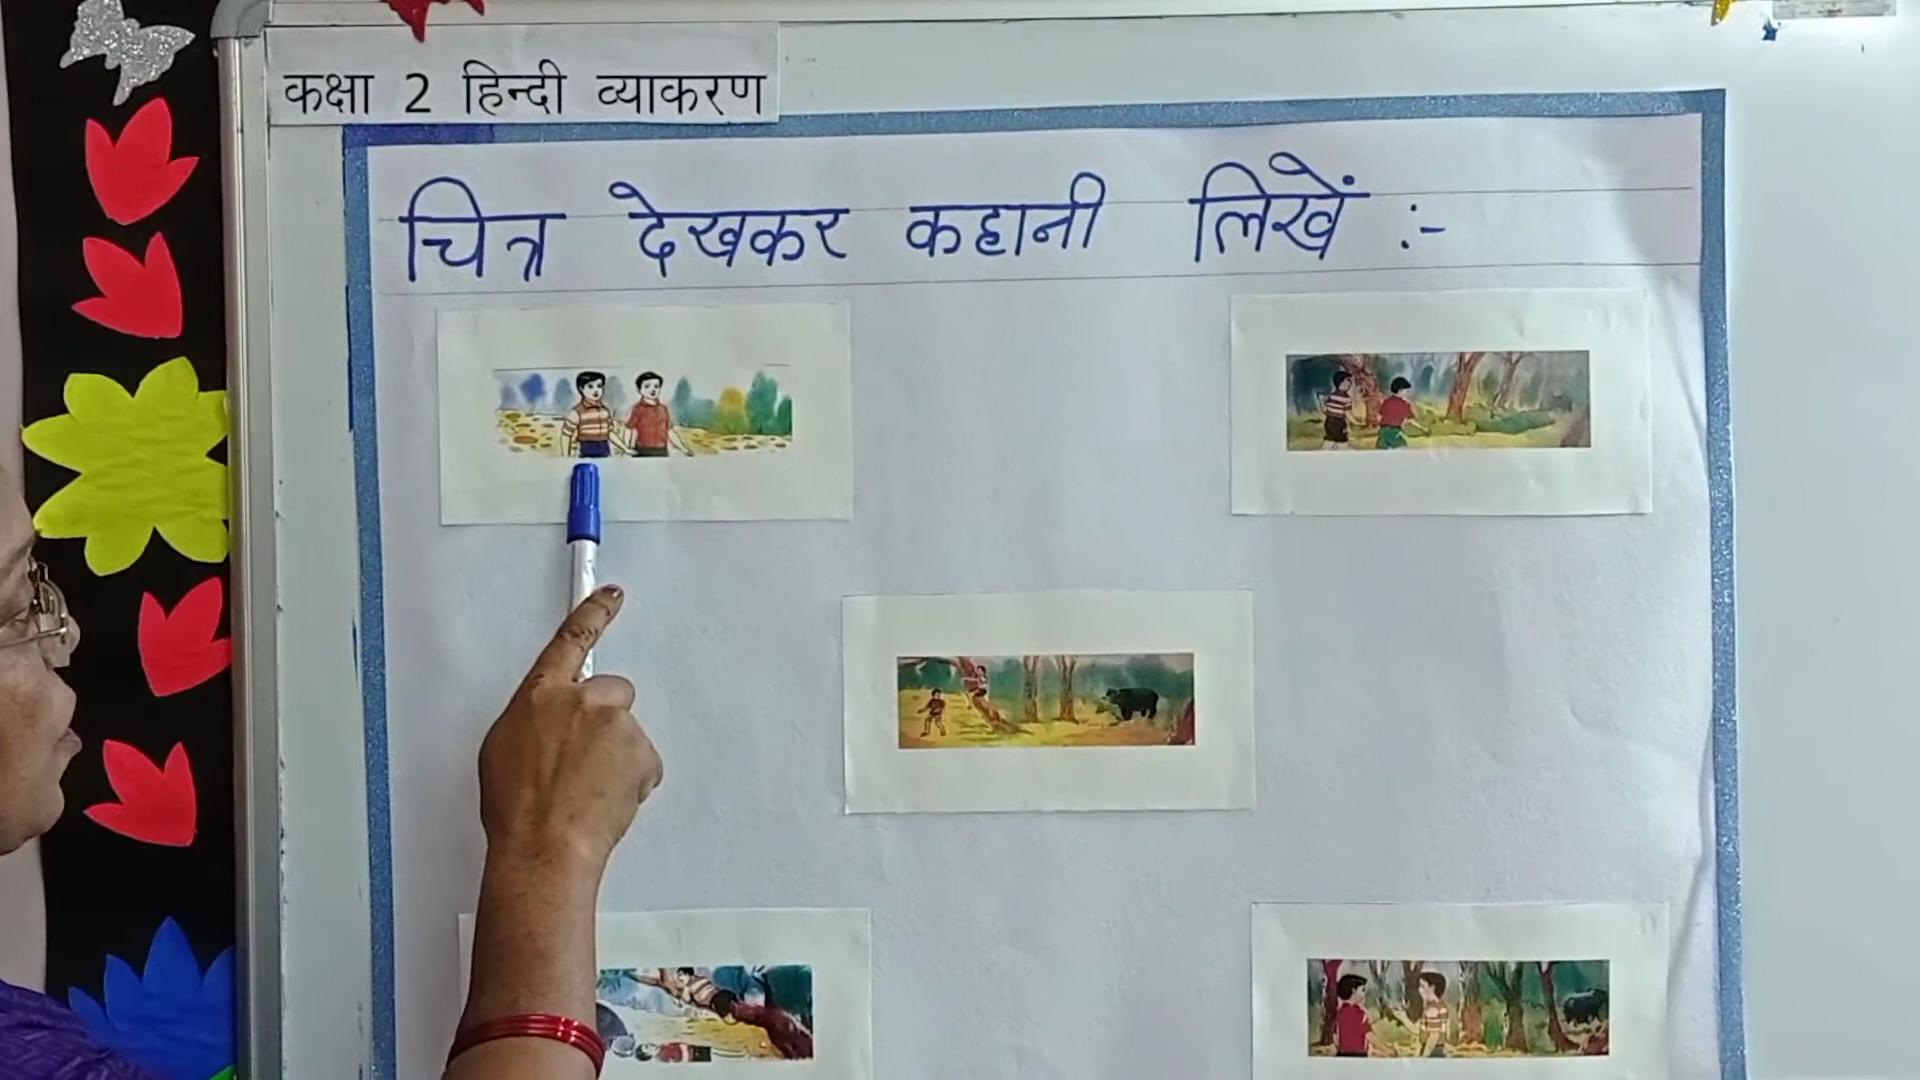 कक्षा 2 हिन्दी व्याकरण
चित्र देखकर कहानी लिखें :-